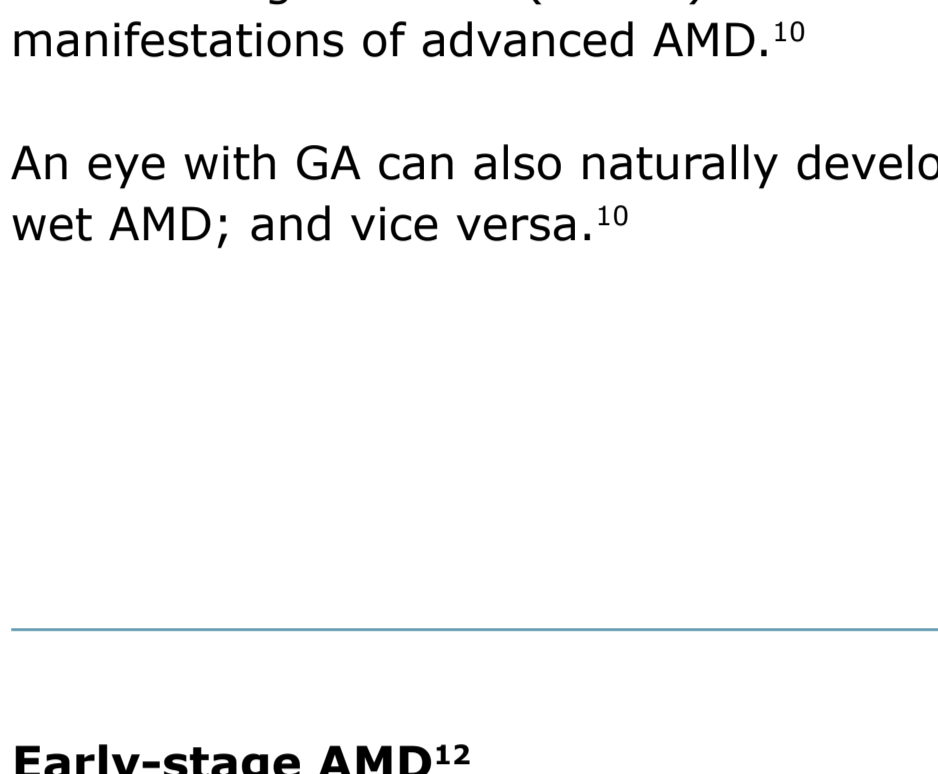 manifestations of advanced AMD.¹⁰
An eye with GA can also naturally develo
wet AMD; and vice versa.¹⁰
Early-stage AMD¹²